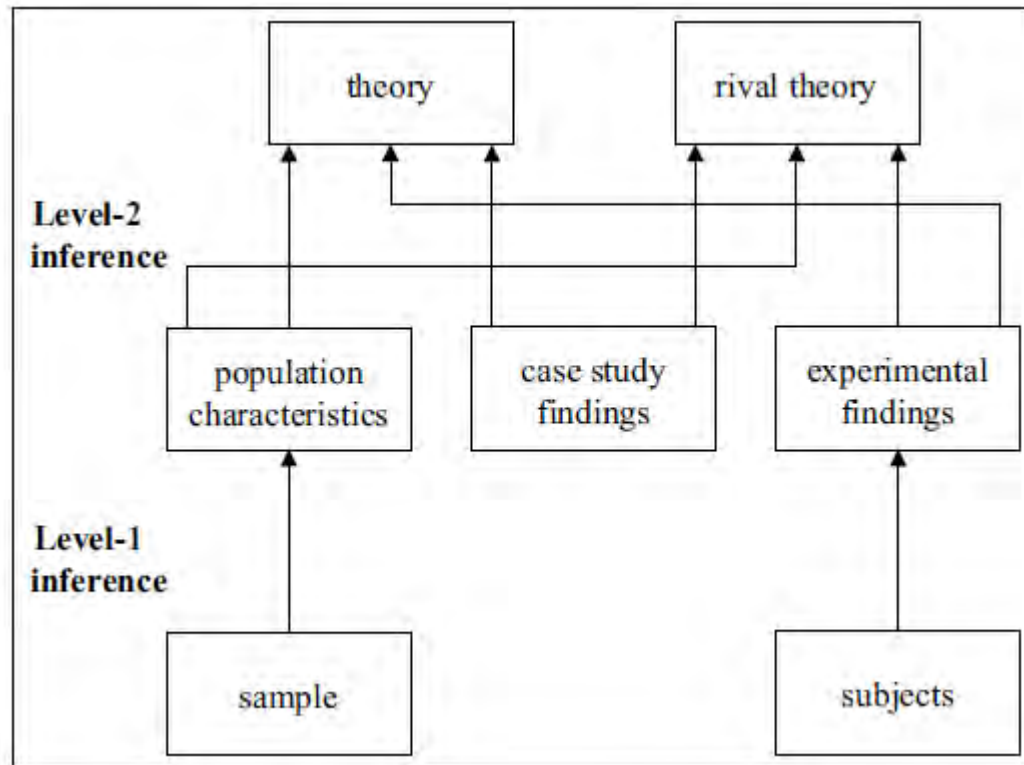 theory
rival theory
Level-2
inference
population
characteristics
case study
findings
experimental
findings
Level-1
inference
sample
subjects